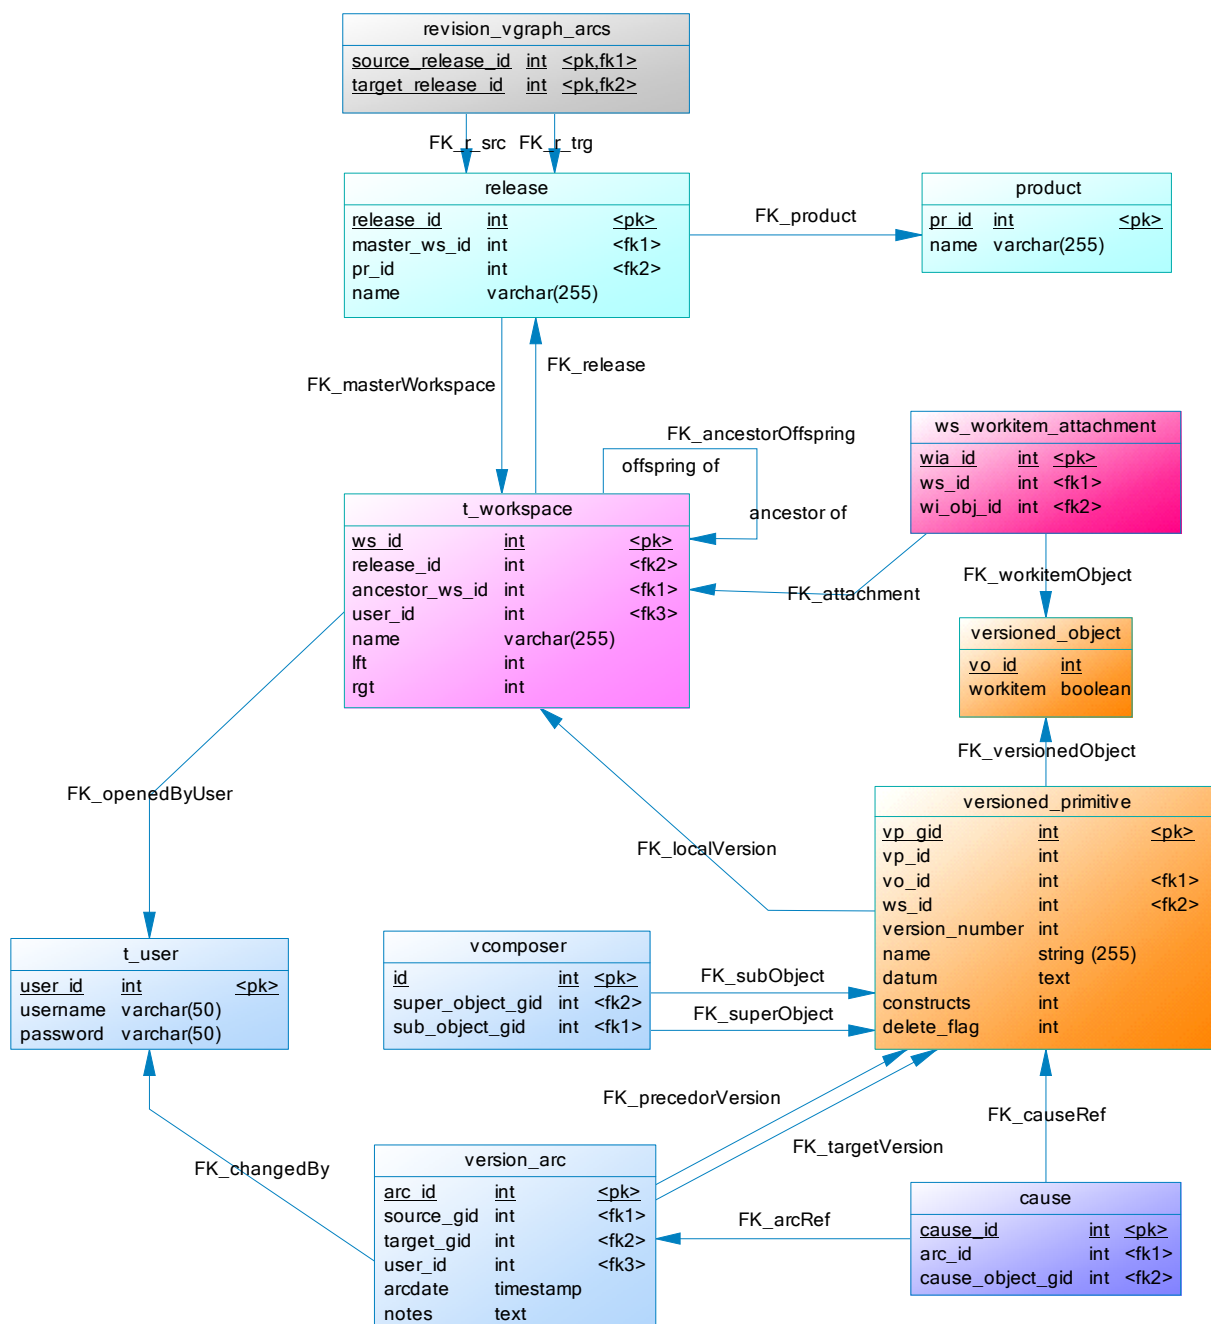 revision_vgraph_arcs
source_release_id int <pk,fk1>
target_release_id int <pk,fk2>
FK_r_src FK_r_trg
release
release_id int <pk>
master_ws_id int <fk1>
pr_id int <fk2>
name varchar(255)
FK_product
product
pr_id int <pk>
name varchar(255)
FK_masterWorkspace
FK_release
FK_ancestorOffspring
offspring of
ancestor of
t_workspace
ws_id int <pk>
release_id int <fk2>
ancestor_ws_id int <fk1>
user_id int <fk3>
name varchar(255)
lft int
rgt int
ws_workitem_attachment
wia_id int <pk>
ws_id int <fk1>
wi_obj_id int <fk2>
FK_workitemObject
FK_attachment
versioned_object
vo_id int
workitem boolean
FK_versionedObject
FK_openedByUser
FK_localVersion
versioned_primitive
vp_gid int <pk>
vp_id int
vo_id int <fk1>
ws_id int <fk2>
version_number int
name string (255)
datum text
constructs int
delete_flag int
t_user
user_id int <pk>
username varchar(50)
password varchar(50)
vcomposer
id int <pk>
super_object_gid int <fk2>
sub_object_gid int <fk1>
FK_subObject
FK_superObject
FK_precedorVersion
FK_targetVersion
FK_causeRef
FK_changedBy
version_arc
arc_id int <pk>
source_gid int <fk1>
target_gid int <fk2>
user_id int <fk3>
arcdate timestamp
notes text
FK_arcRef
cause
cause_id int <pk>
arc_id int <fk1>
cause_object_gid int <fk2>